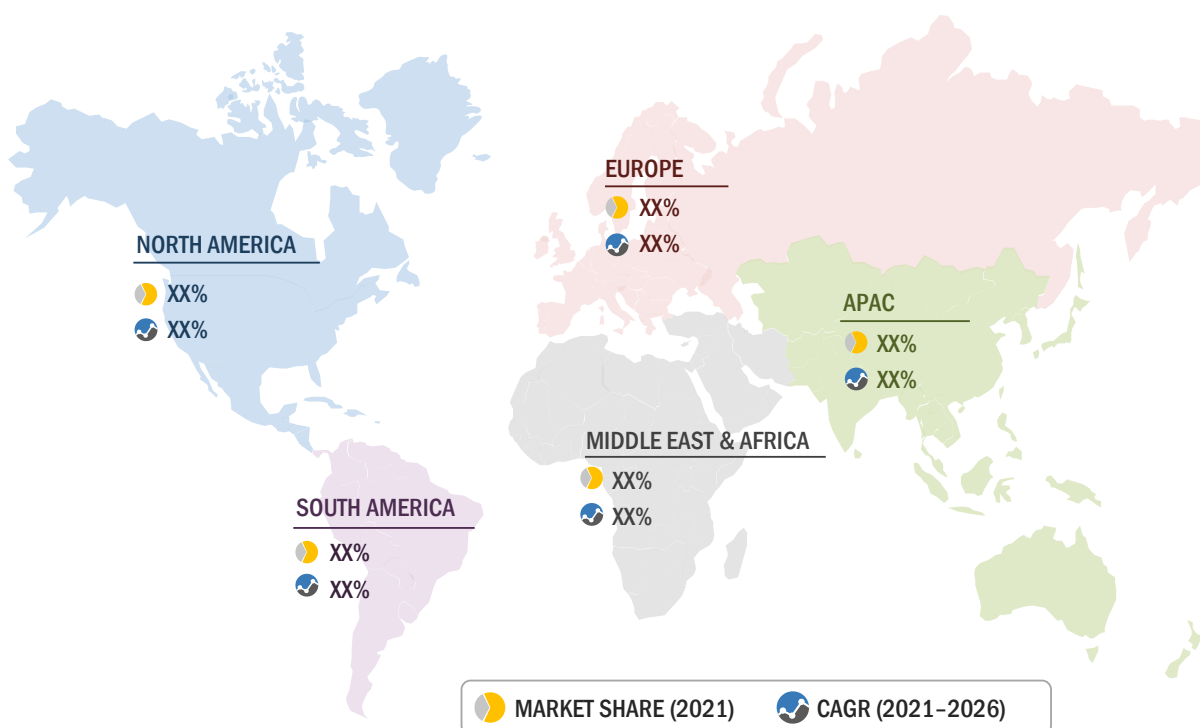 EUROPE
XX%
XX%
NORTH AMERICA
XX%
XX%
APAC
XX%
XX%
MIDDLE EAST & AFRICA
XX%
XX%
SOUTH AMERICA
XX%
XX%
MARKET SHARE (2021) CAGR (2021–2026)